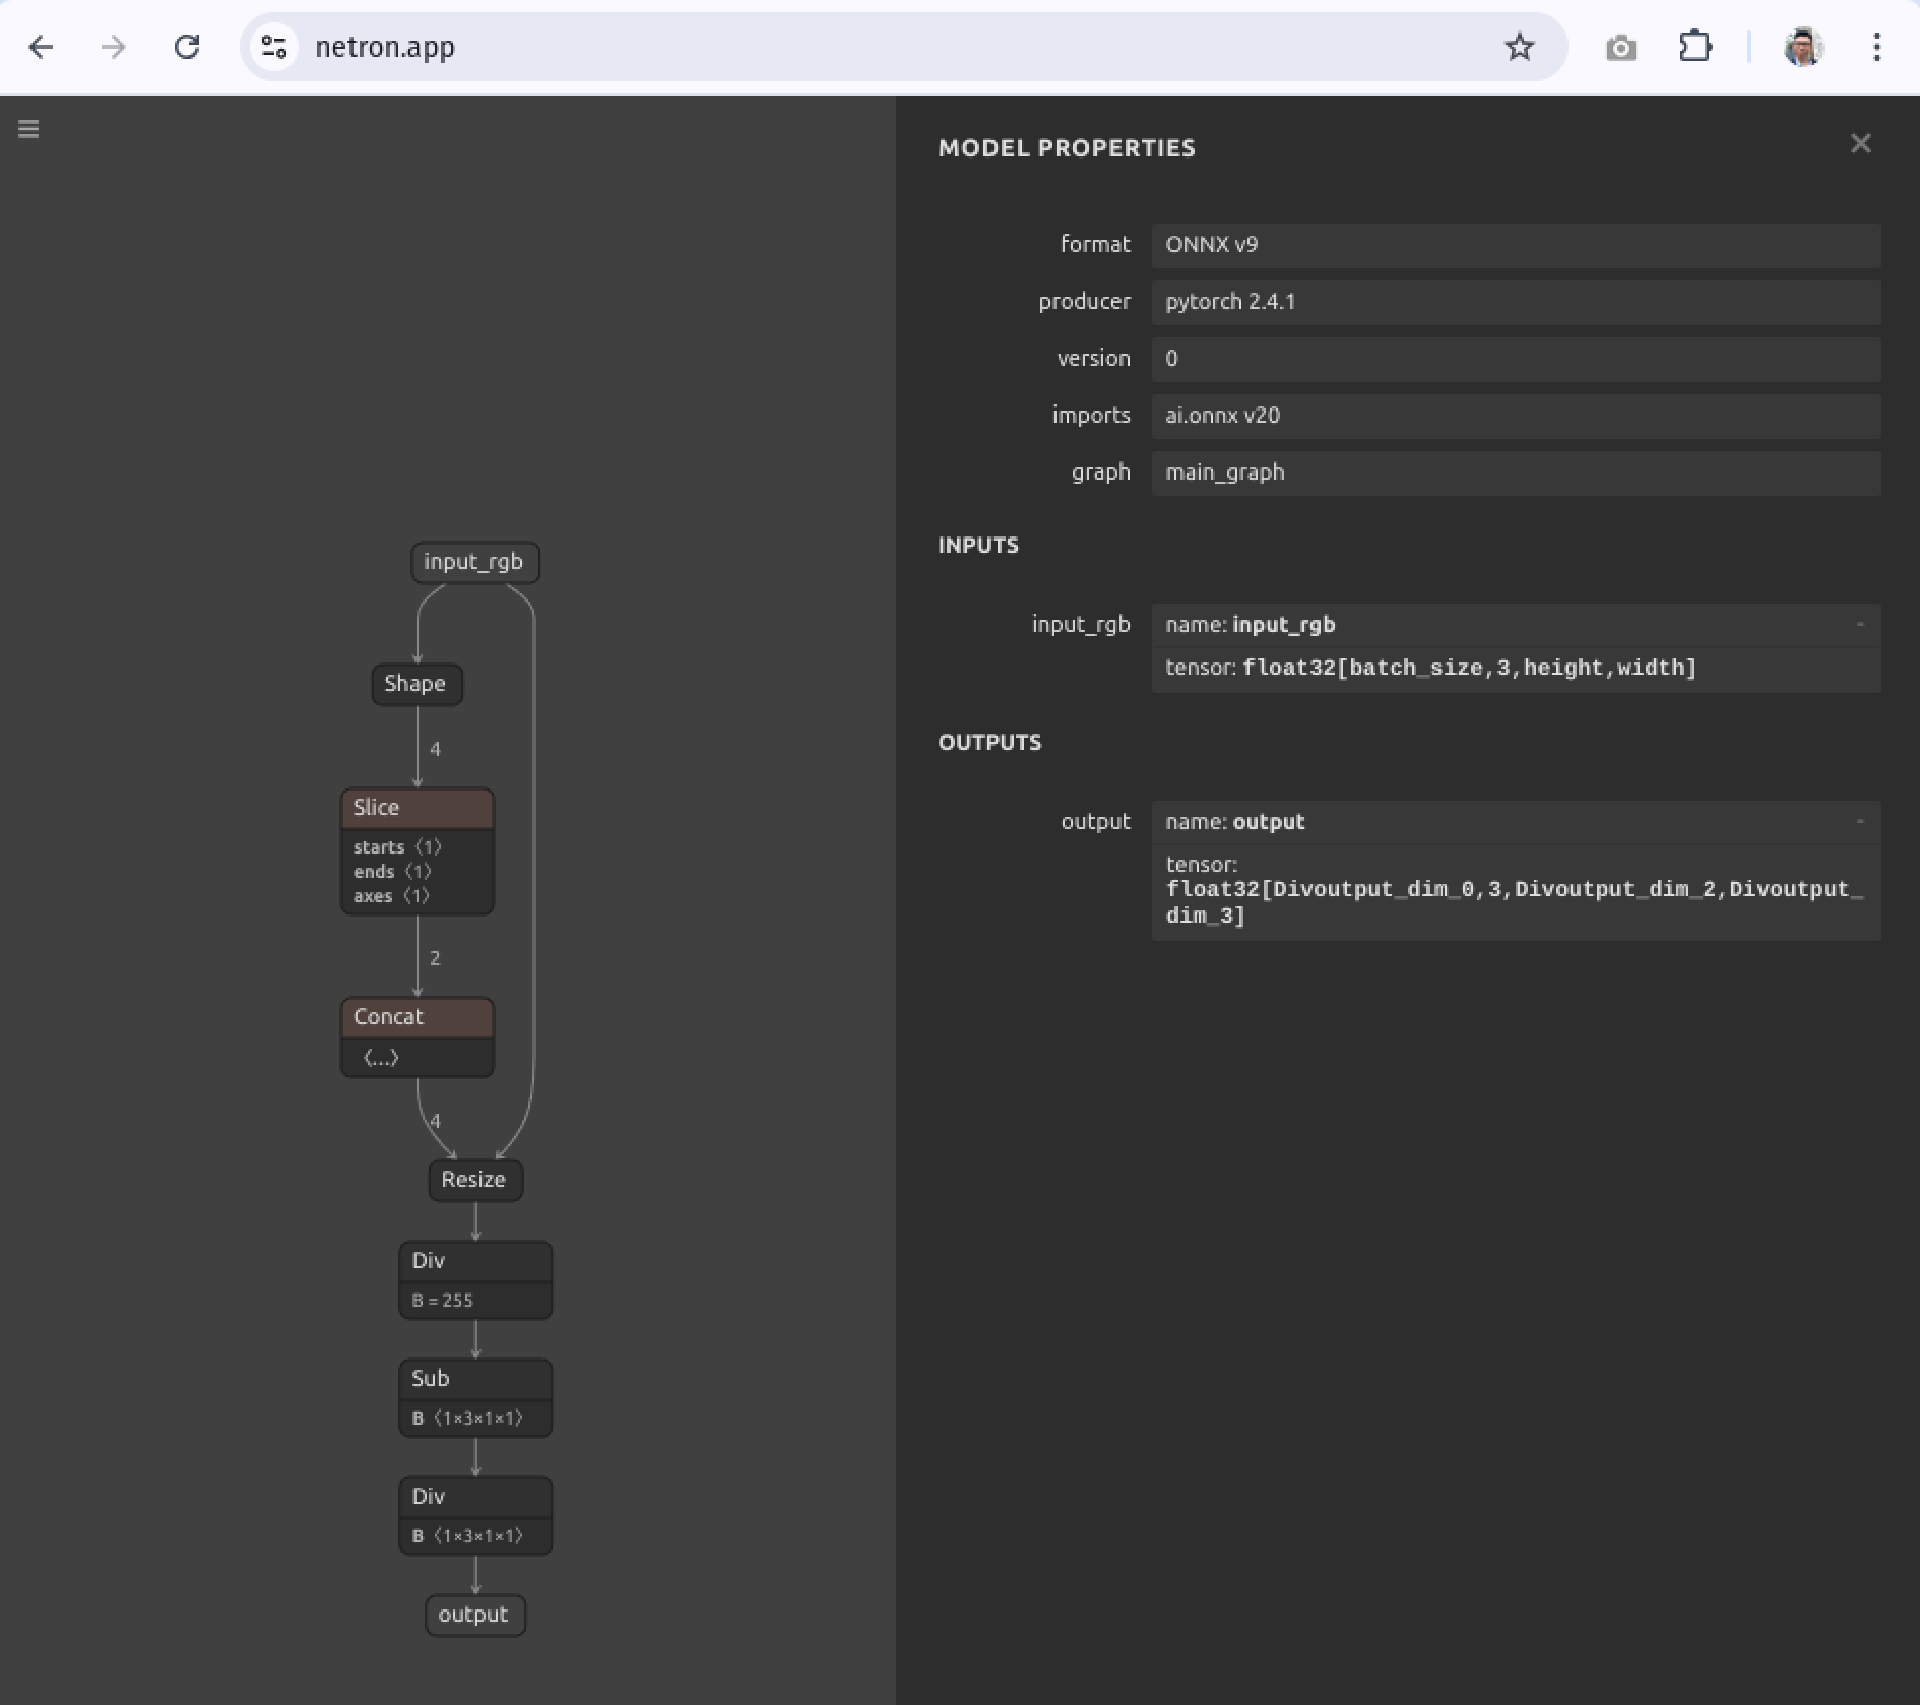 netron.app
MODEL PROPERTIES
format
ONNX v9
producer
pytorch 2.4.1
version
0
imports
ai.onnx v20
graph
main_graph
INPUTS
input_rgb
name: input_rgb
-
tensor: float32[batch_size,3,height,width]
OUTPUTS
output
name: output
-
tensor:
float32[Divoutput_dim_0,3,Divoutput_dim_2,Divoutput_
dim_3]
input_rgb
Shape
4
Slice
starts 〈1〉
ends 〈1〉
axes 〈1〉
2
Concat
〈...〉
4
Resize
Div
B = 255
Sub
B 〈1×3×1×1〉
Div
B 〈1×3×1×1〉
output